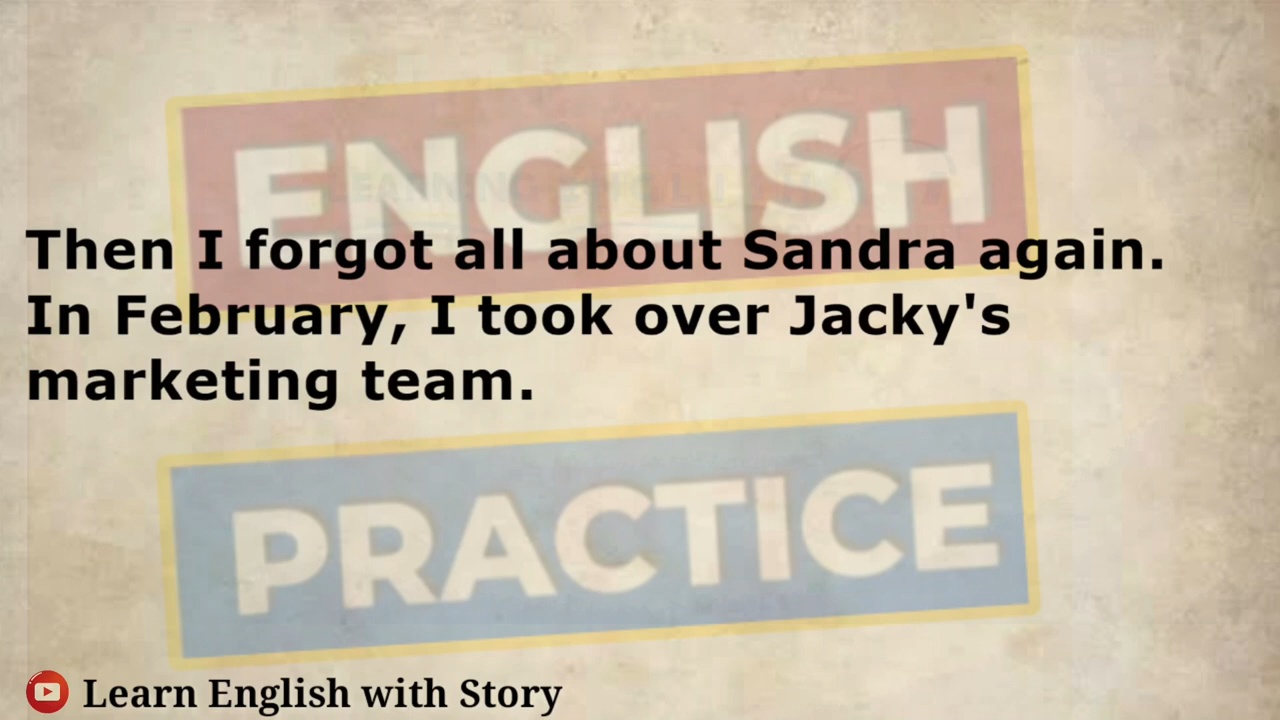 ENGLISH
Then I forgot all about Sandra again.
In February, I took over Jacky's
marketing team.
PRACTICE
Learn English with Story